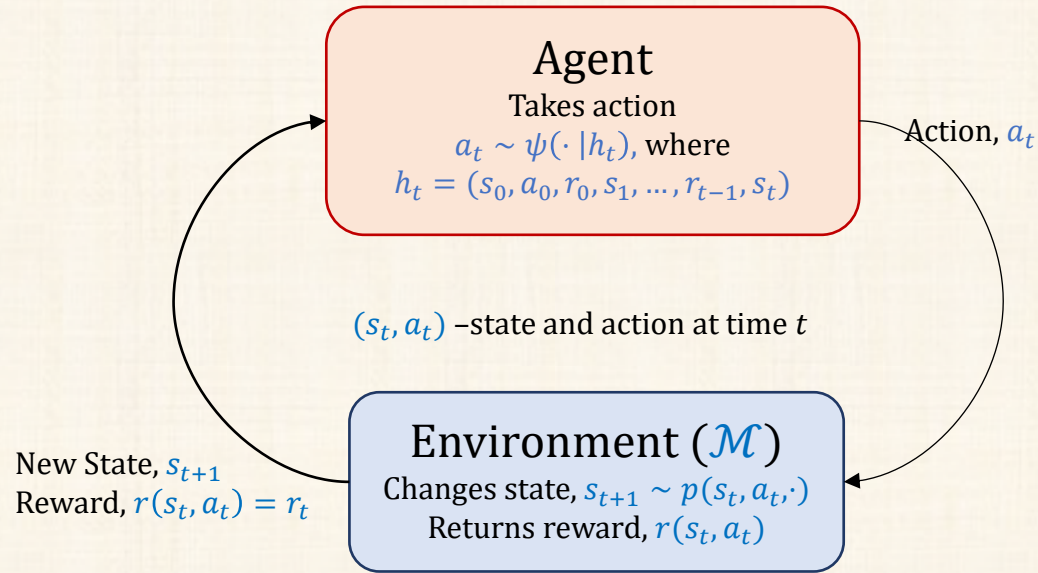 Agent
Takes action
a_t ~ ψ(· |h_t), where
h_t = (s_0, a_0, r_0, s_1, …, r_{t−1}, s_t)
Action, a_t
(s_t, a_t) –state and action at time t
Environment (ℳ)
Changes state, s_{t+1} ~ p(s_t, a_t,·)
Returns reward, r(s_t, a_t)
New State, s_{t+1}
Reward, r(s_t, a_t) = r_t